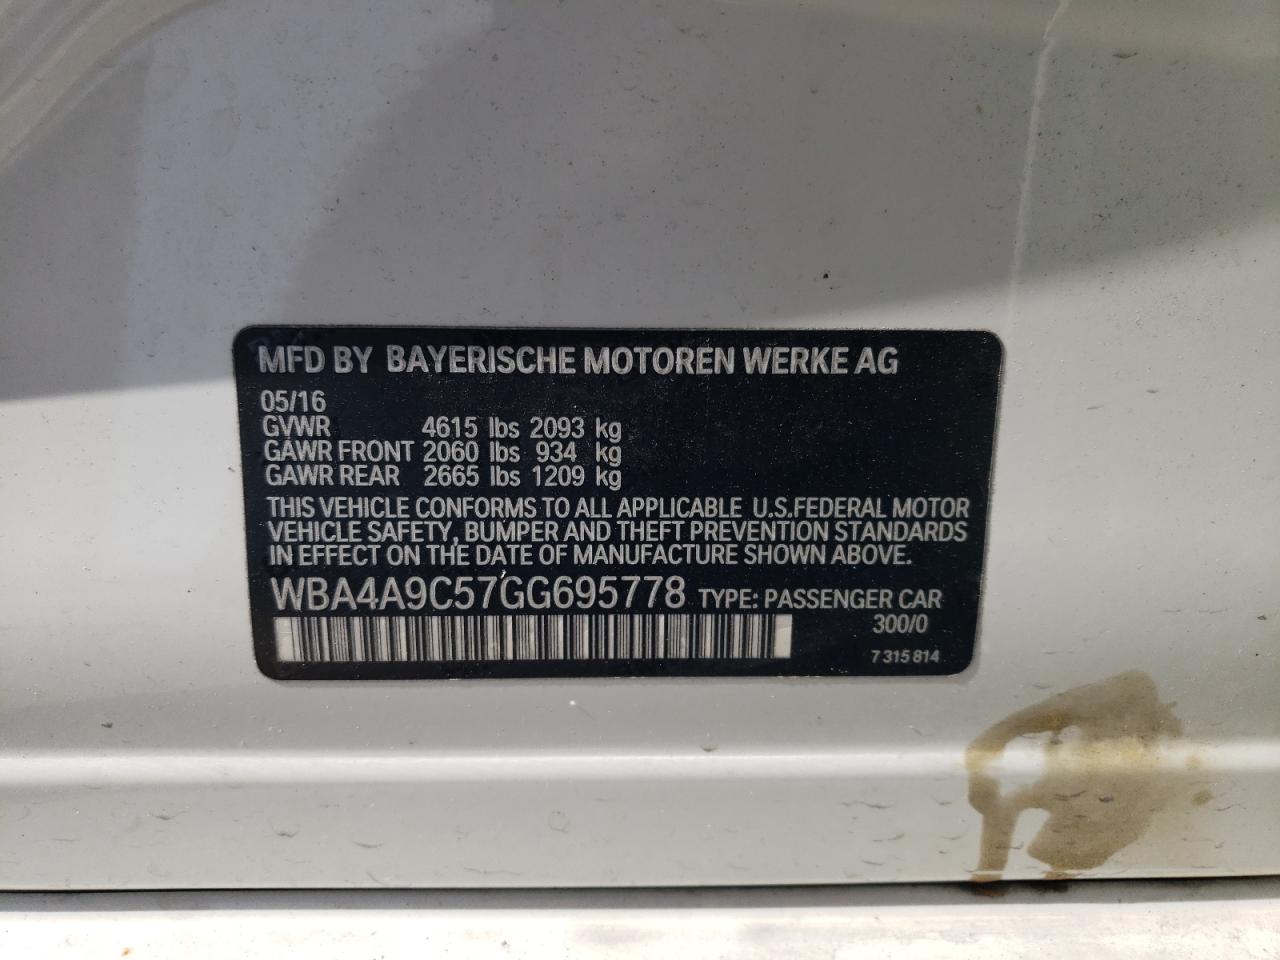 MFD BY BAYERISCHE MOTOREN WERKE AG
05/16
GVWR 4615 lbs 2093 kg
GAWR FRONT 2060 lbs 934 kg
GAWR REAR 2665 lbs 1209 kg
THIS VEHICLE CONFORMS TO ALL APPLICABLE U.S.FEDERAL MOTOR
VEHICLE SAFETY, BUMPER AND THEFT PREVENTION STANDARDS
IN EFFECT ON THE DATE OF MANUFACTURE SHOWN ABOVE.
WBA4A9C57GG695778 TYPE: PASSENGER CAR
300/0
7 315 814